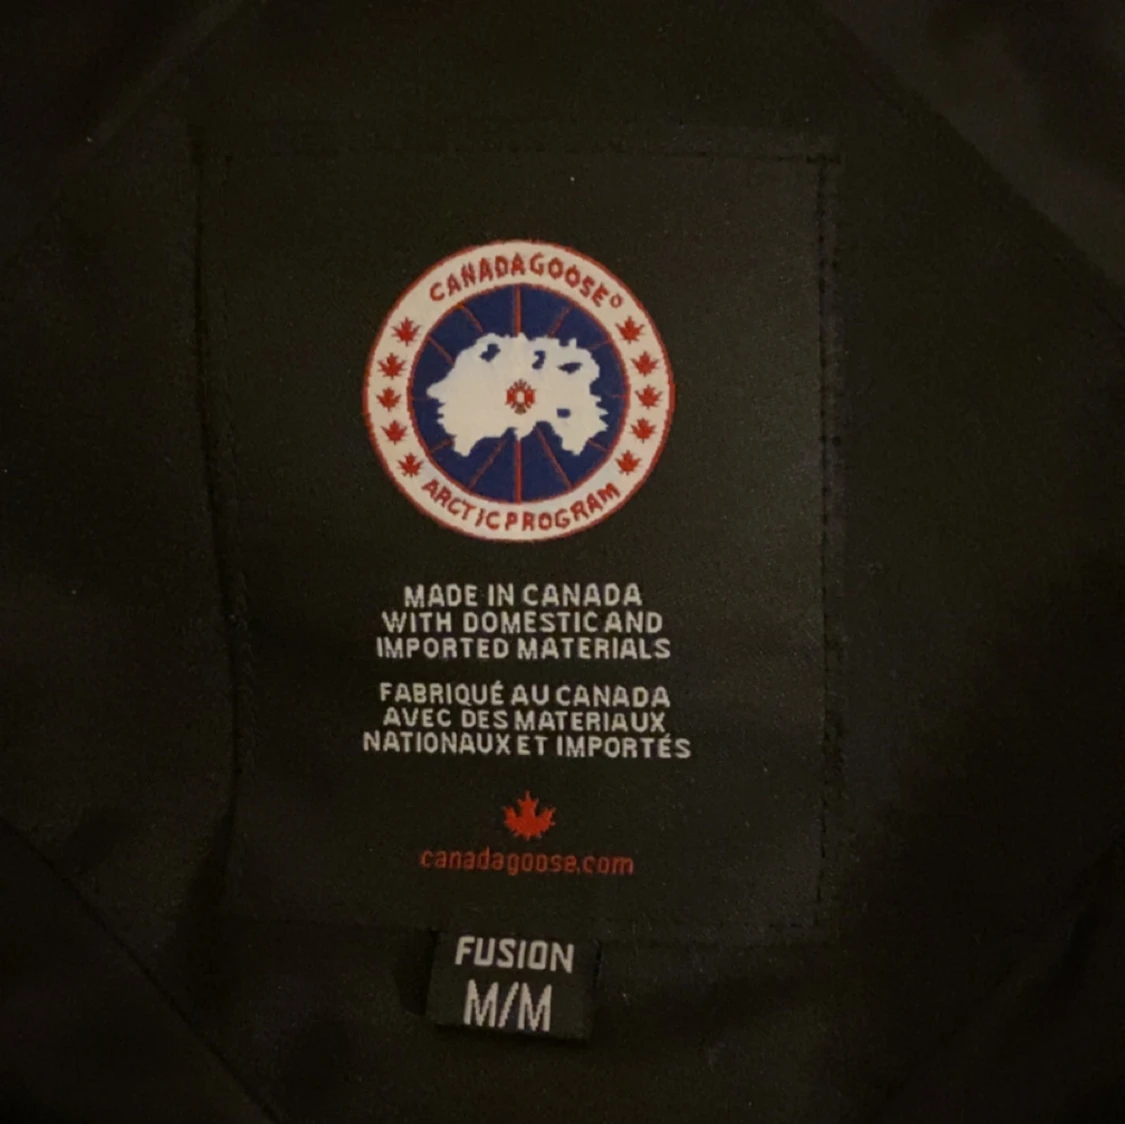 CANADA GOOSE®
ARCTIC PROGRAM
MADE IN CANADA
WITH DOMESTIC AND
IMPORTED MATERIALS
FABRIQUÉ AU CANADA
AVEC DES MATERIAUX
NATIONAUX ET IMPORTÉS
canadagoose.com
FUSION
M/M